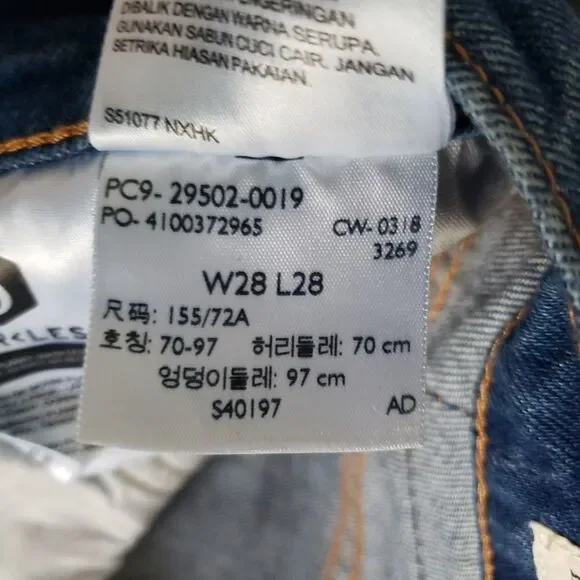 DIBALIK DENGAN WARNA SERUPA.
GUNAKAN SABUN CUCI CAIR. JANGAN
SETRIKA HIASAN PAKAIAN.
S51077 NXHK
PC9- 29502-0019
PO- 4100372965 CW- 0318
3269
W28 L28
尺码: 155/72A
호칭: 70-97 허리둘레: 70 cm
엉덩이둘레: 97 cm
S40197 AD